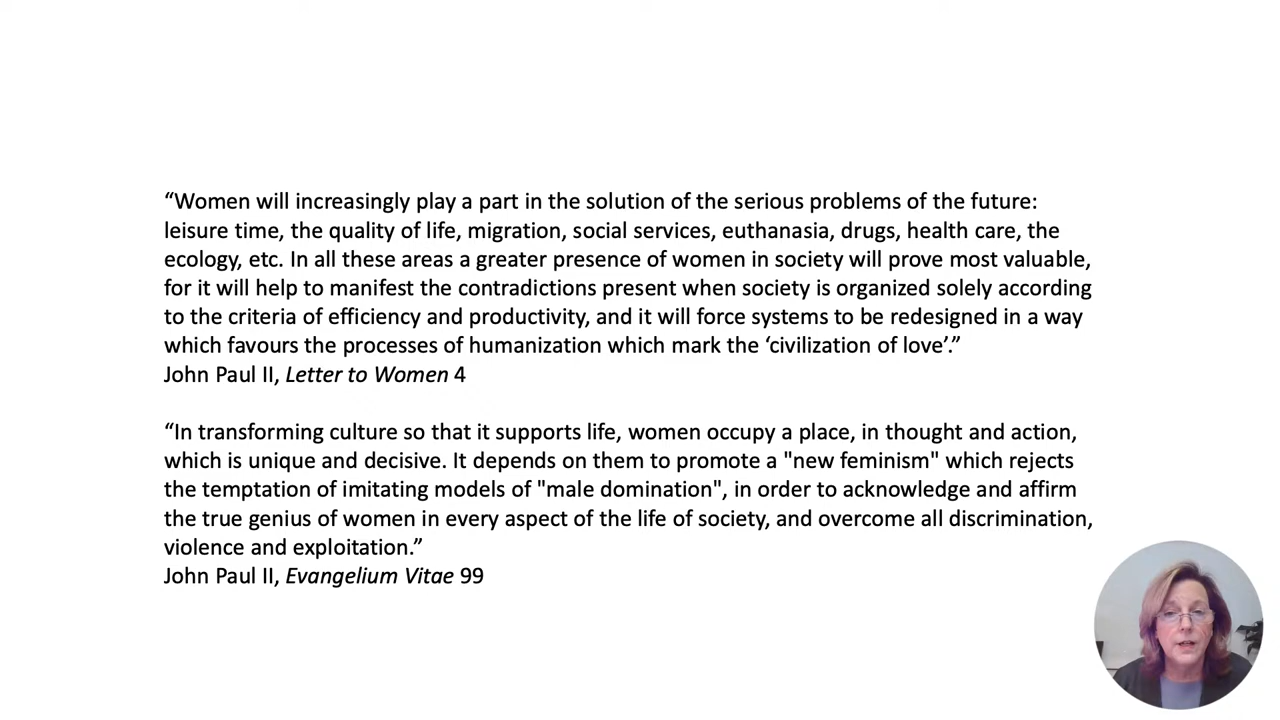 “Women will increasingly play a part in the solution of the serious problems of the future:
leisure time, the quality of life, migration, social services, euthanasia, drugs, health care, the
ecology, etc. In all these areas a greater presence of women in society will prove most valuable,
for it will help to manifest the contradictions present when society is organized solely according
to the criteria of efficiency and productivity, and it will force systems to be redesigned in a way
which favours the processes of humanization which mark the ‘civilization of love’.”
John Paul II, Letter to Women 4
“In transforming culture so that it supports life, women occupy a place, in thought and action,
which is unique and decisive. It depends on them to promote a "new feminism" which rejects
the temptation of imitating models of "male domination", in order to acknowledge and affirm
the true genius of women in every aspect of the life of society, and overcome all discrimination,
violence and exploitation.”
John Paul II, Evangelium Vitae 99